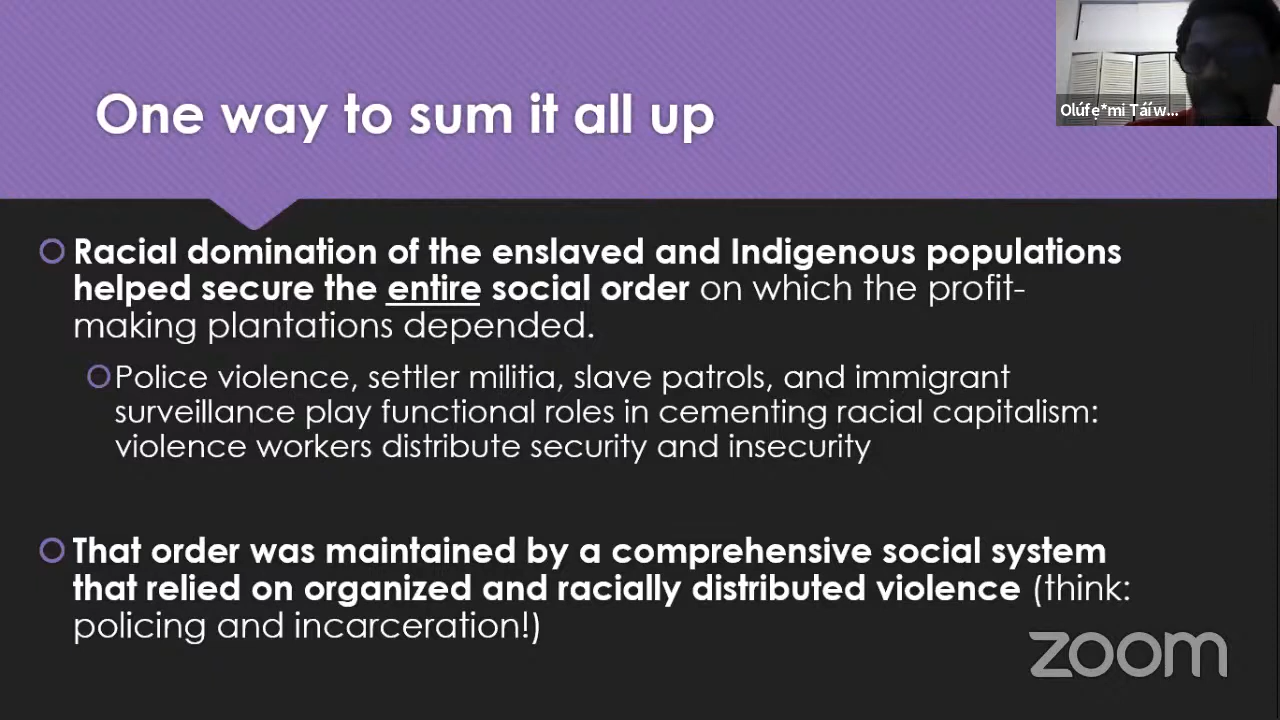 One way to sum it all up
Olúfẹ*mi Táíw...
Racial domination of the enslaved and Indigenous populations
helped secure the entire social order on which the profit-
making plantations depended.
Police violence, settler militia, slave patrols, and immigrant
surveillance play functional roles in cementing racial capitalism:
violence workers distribute security and insecurity
That order was maintained by a comprehensive social system
that relied on organized and racially distributed violence (think:
policing and incarceration!)
zoom